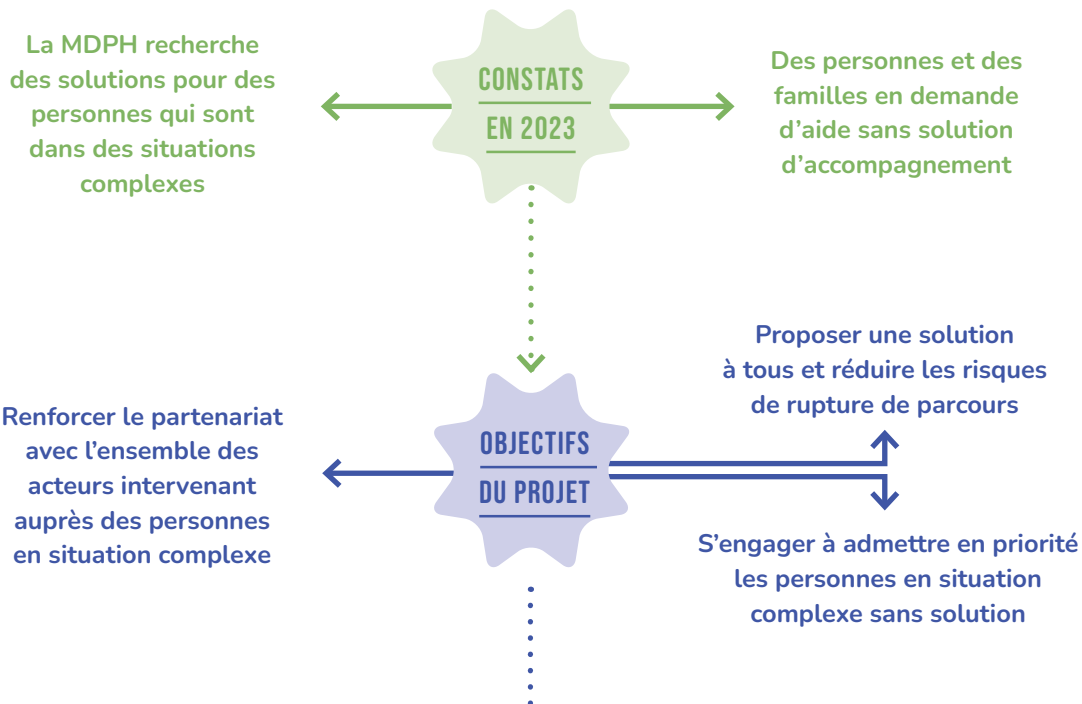 La MDPH recherche
des solutions pour des
personnes qui sont
dans des situations
complexes
CONSTATS
EN 2023
Des personnes et des
familles en demande
d’aide sans solution
d’accompagnement
Renforcer le partenariat
avec l’ensemble des
acteurs intervenant
auprès des personnes
en situation complexe
OBJECTIFS
DU PROJET
Proposer une solution
à tous et réduire les risques
de rupture de parcours
S’engager à admettre en priorité
les personnes en situation
complexe sans solution